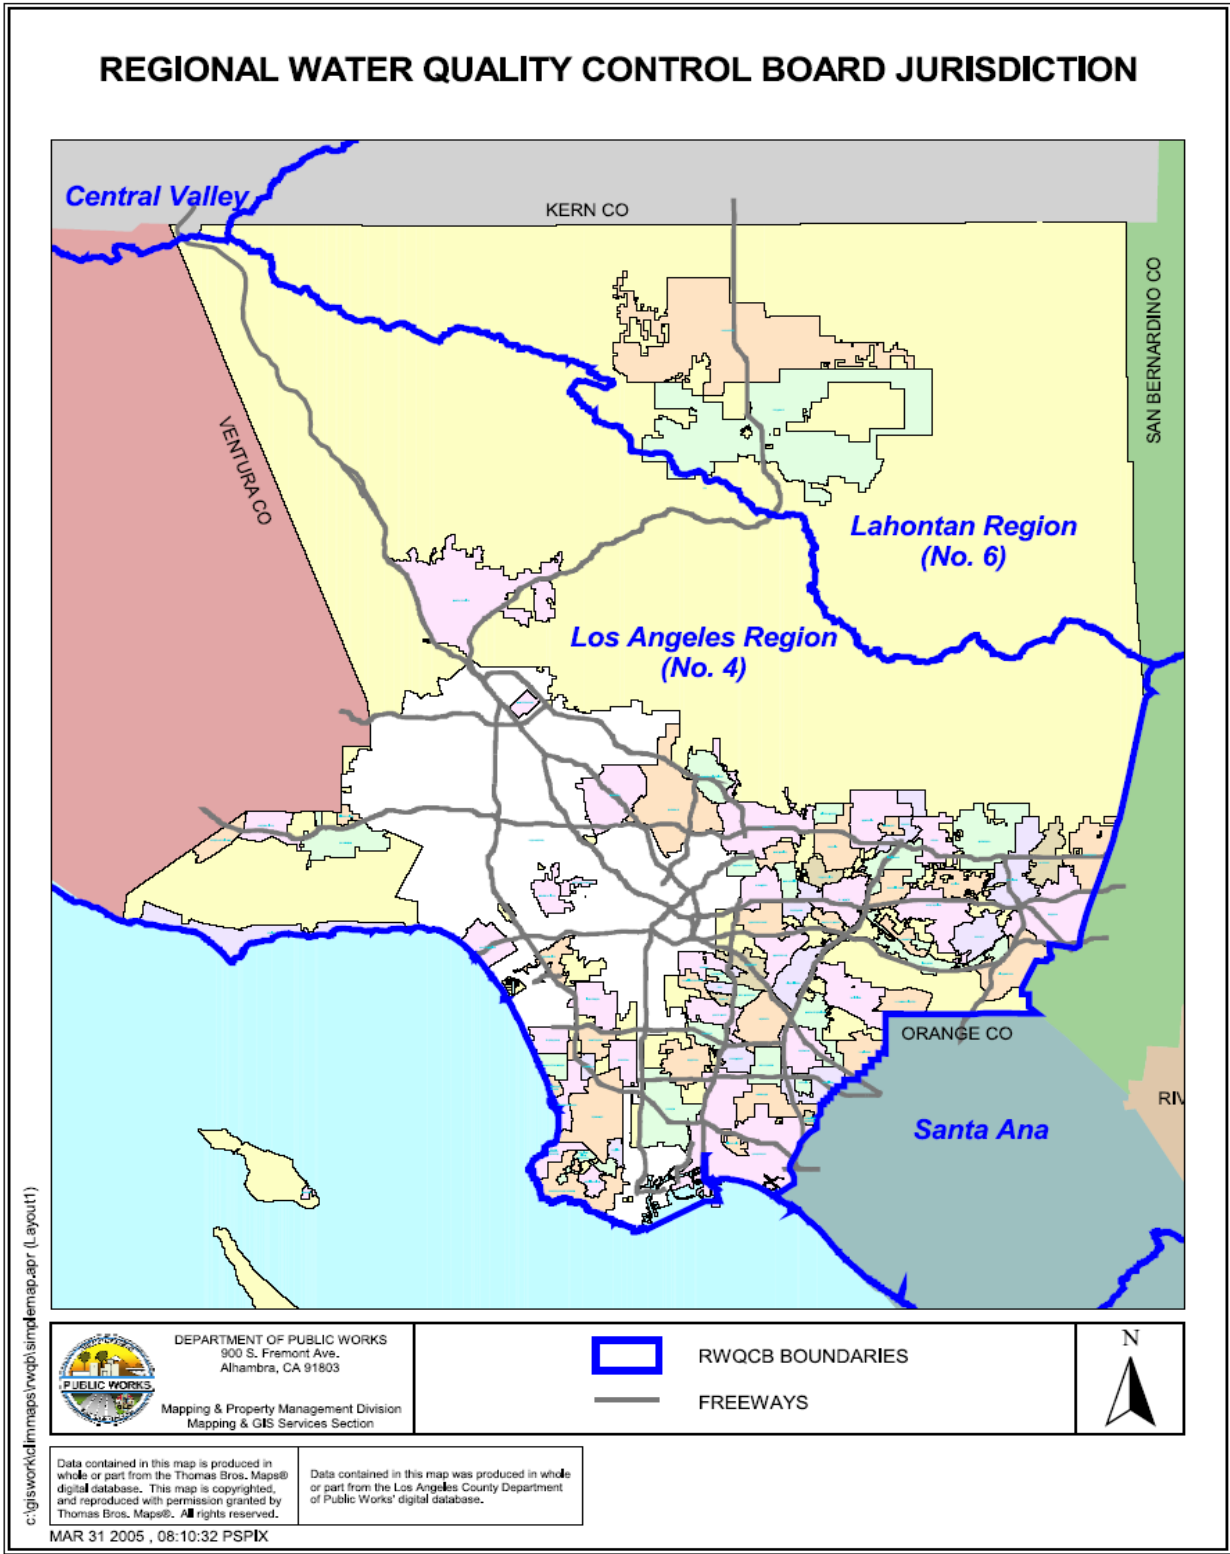 REGIONAL WATER QUALITY CONTROL BOARD JURISDICTION
Central Valley
KERN CO
SAN BERNARDINO CO
VENTURA CO
Lahontan Region
(No. 6)
Los Angeles Region
(No. 4)
ORANGE CO
RIV
Santa Ana
c:\giswork\clmmaps\rwqb\simplemap.apr (Layout1)
PUBLIC WORKS
DEPARTMENT OF PUBLIC WORKS
900 S. Fremont Ave.
Alhambra, CA 91803
Mapping & Property Management Division
Mapping & GIS Services Section
RWQCB BOUNDARIES
FREEWAYS
N
Data contained in this map is produced in
whole or part from the Thomas Bros. Maps®
digital database. This map is copyrighted,
and reproduced with permission granted by
Thomas Bros. Maps®. All rights reserved.
Data contained in this map was produced in whole
or part from the Los Angeles County Department
of Public Works' digital database.
MAR 31 2005 , 08:10:32 PSPIX